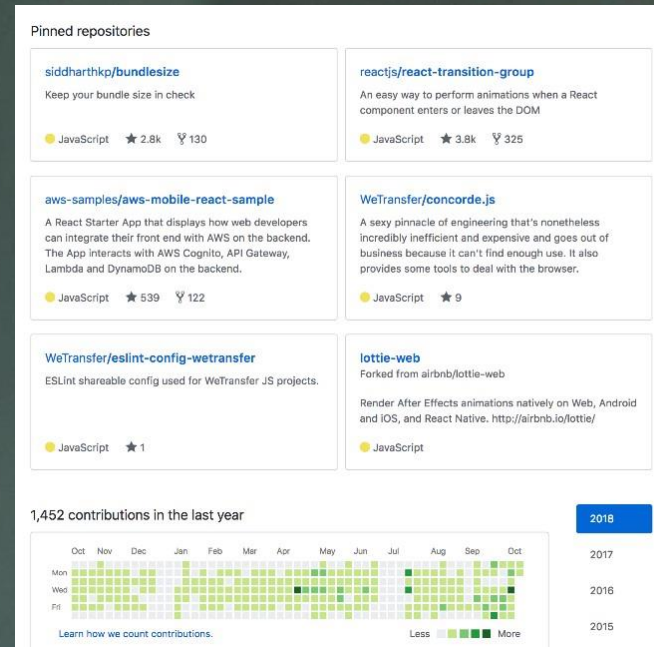 Pinned repositories
siddharthkp/bundlesize
Keep your bundle size in check
JavaScript 2.8k 130
reactjs/react-transition-group
An easy way to perform animations when a React
component enters or leaves the DOM
JavaScript 3.8k 325
aws-samples/aws-mobile-react-sample
A React Starter App that displays how web developers
can integrate their front end with AWS on the backend.
The App interacts with AWS Cognito, API Gateway,
Lambda and DynamoDB on the backend.
JavaScript 539 122
WeTransfer/concorde.js
A sexy pinnacle of engineering that's nonetheless
incredibly inefficient and expensive and goes out of
business because it can't find enough use. It also
provides some tools to deal with the browser.
JavaScript 9
WeTransfer/eslint-config-wetransfer
ESLint shareable config used for WeTransfer JS projects.
JavaScript 1
lottie-web
Forked from airbnb/lottie-web
Render After Effects animations natively on Web, Android
and iOS, and React Native. http://airbnb.io/lottie/
JavaScript
1,452 contributions in the last year
Oct Nov Dec Jan Feb Mar Apr May Jun Jul Aug Sep Oct
Mon
Wed
Fri
Learn how we count contributions.
Less More
2018
2017
2016
2015